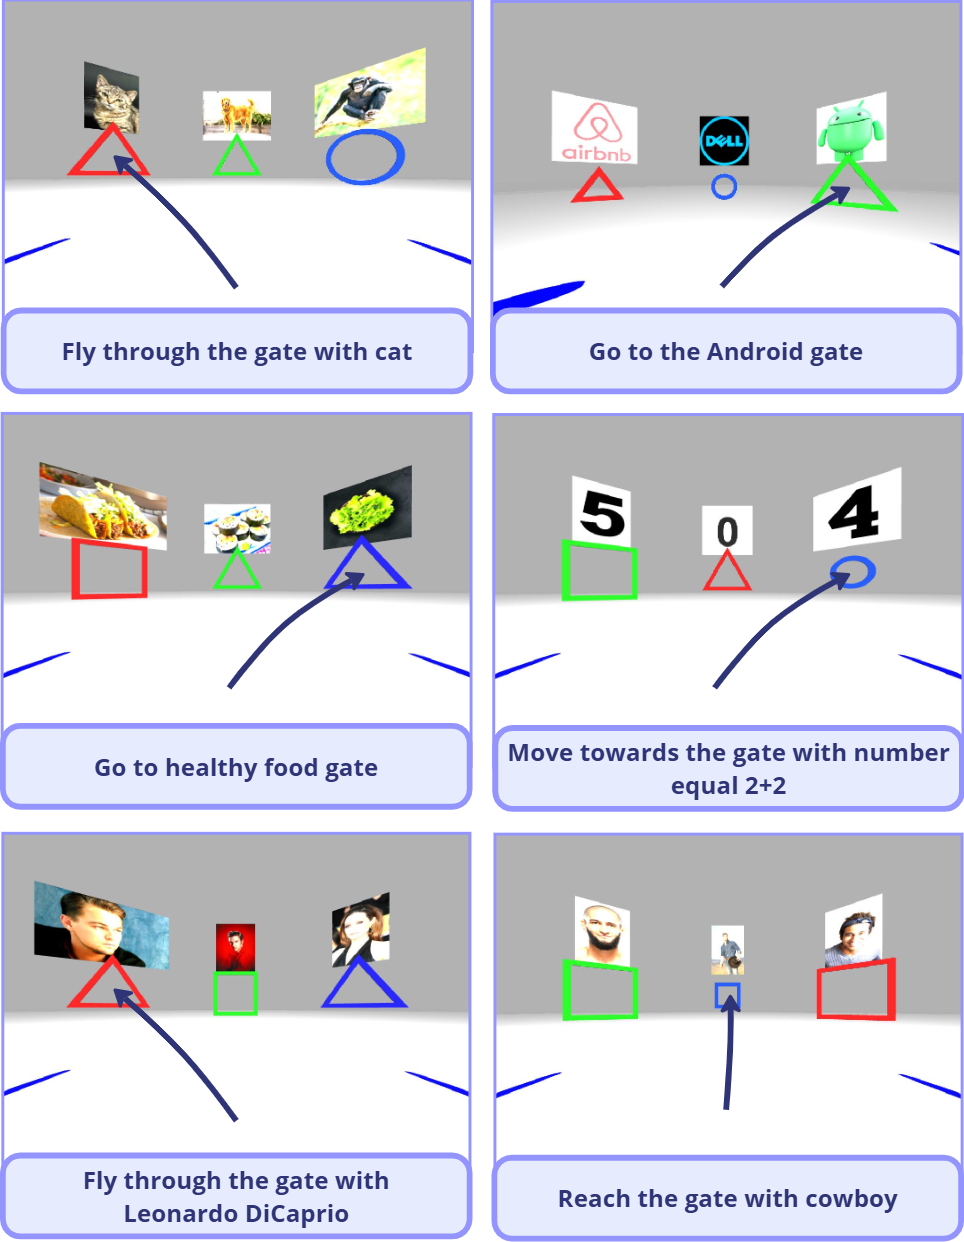 Fly through the gate with cat
airbnb
DELL
Go to the Android gate
Go to healthy food gate
5
0
4
Move towards the gate with number
equal 2+2
Fly through the gate with
Leonardo DiCaprio
Reach the gate with cowboy